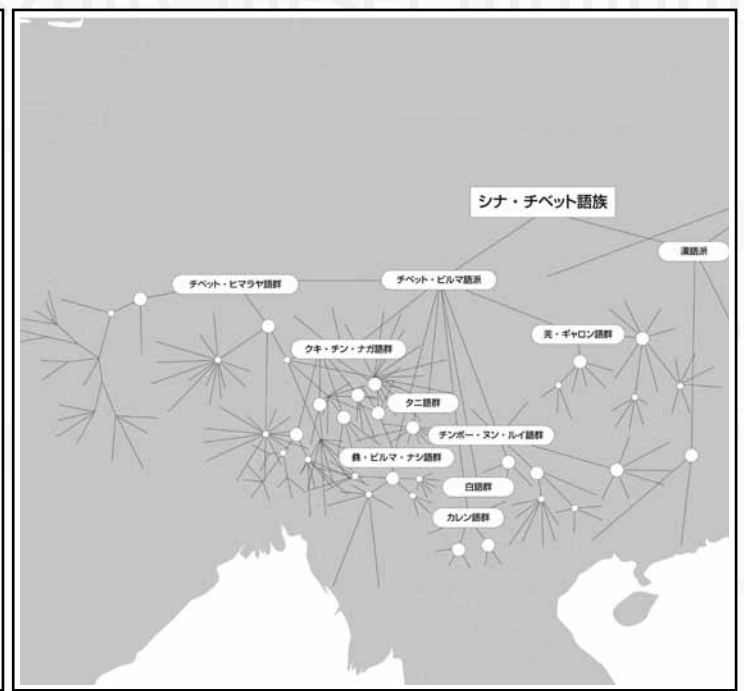 シナ・チベット語族
漢語派
チベット・ヒマラヤ語群
チベット・ビルマ語派
羌・ギャロン語群
クキ・チン・ナガ語群
タニ語群
チンポー・ヌン・ルイ語群
彝・ビルマ・ナシ語群
白語群
カレン語群